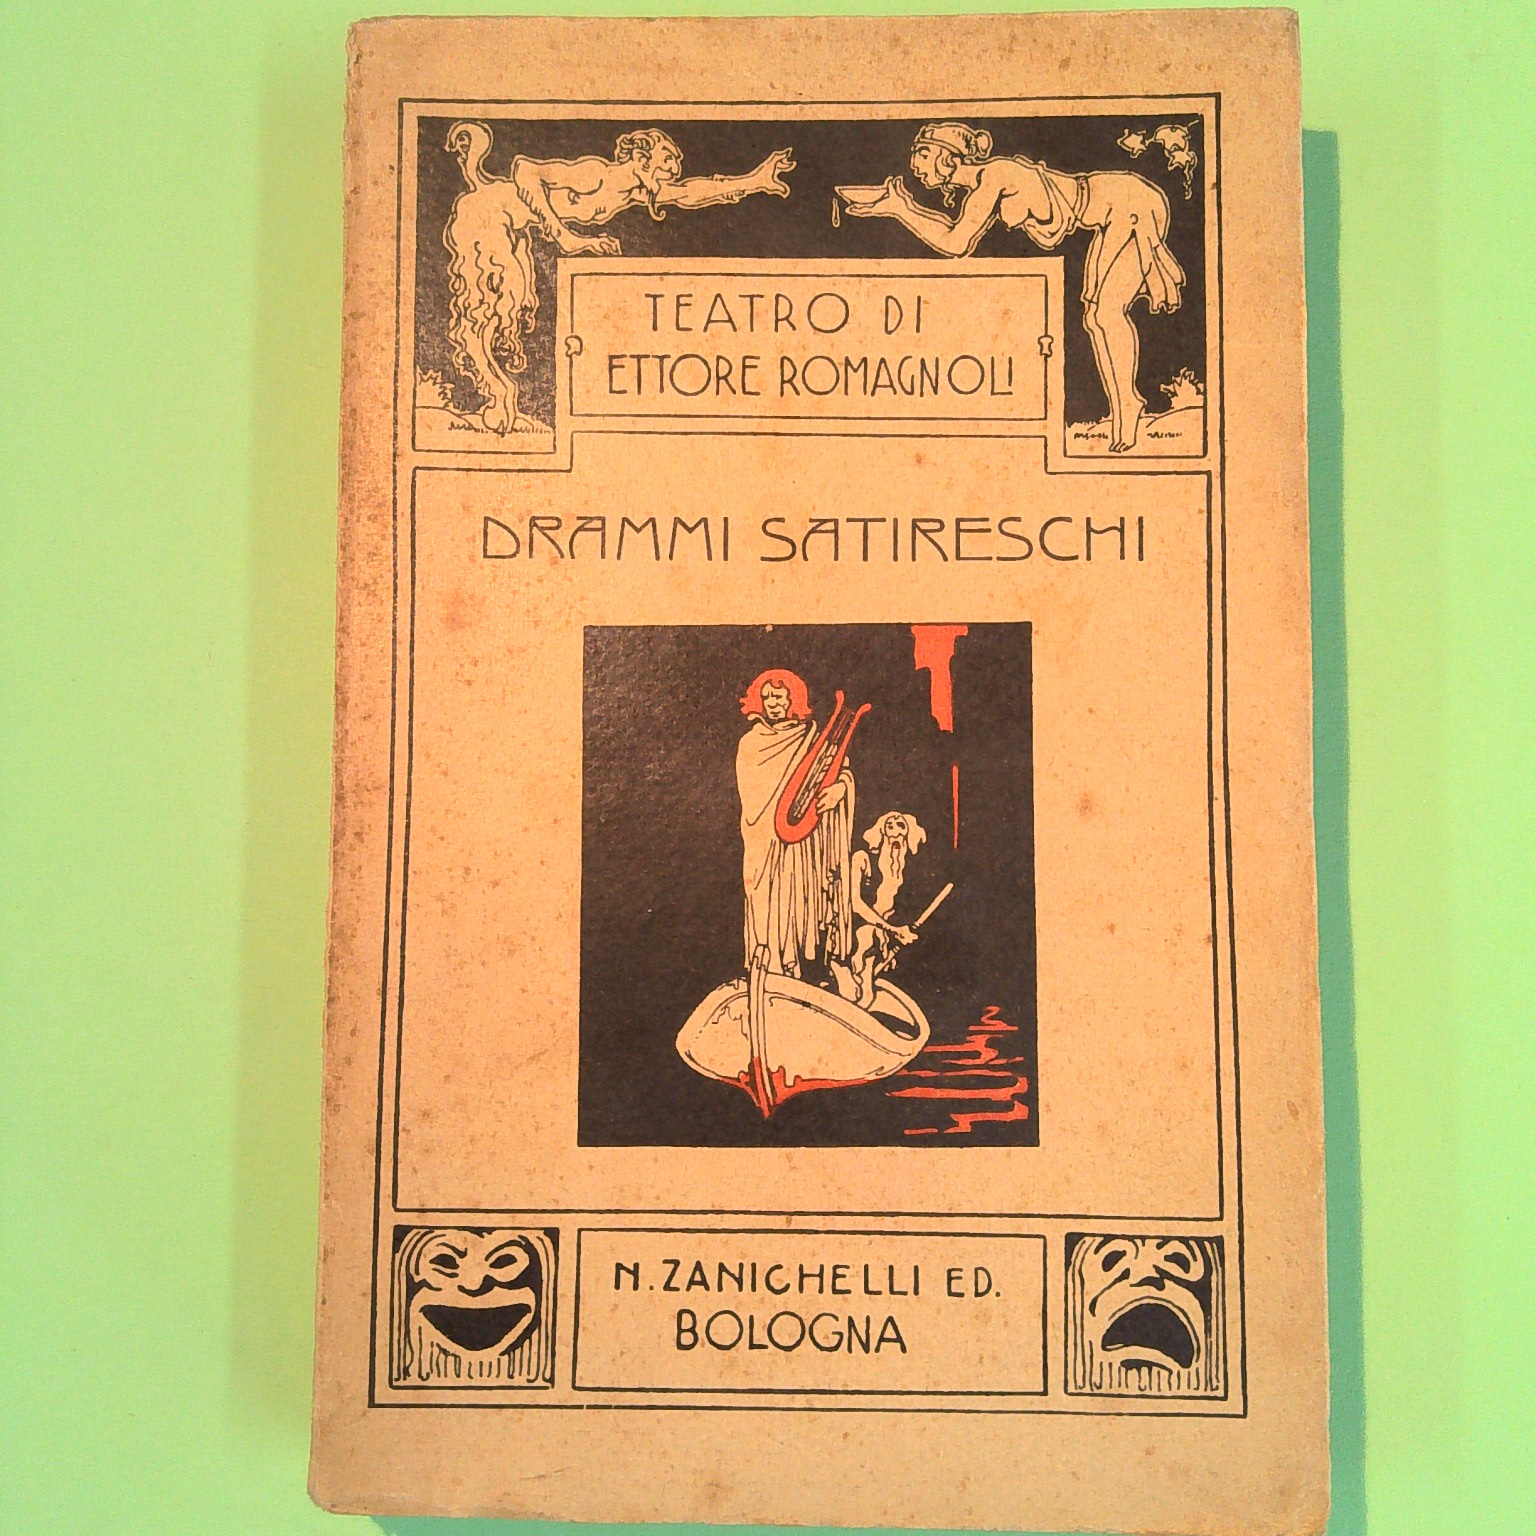 TEATRO DI
ETTORE ROMAGNOLI
DRAMMI SATIRESCHI
N. ZANICHELLI ED.
BOLOGNA